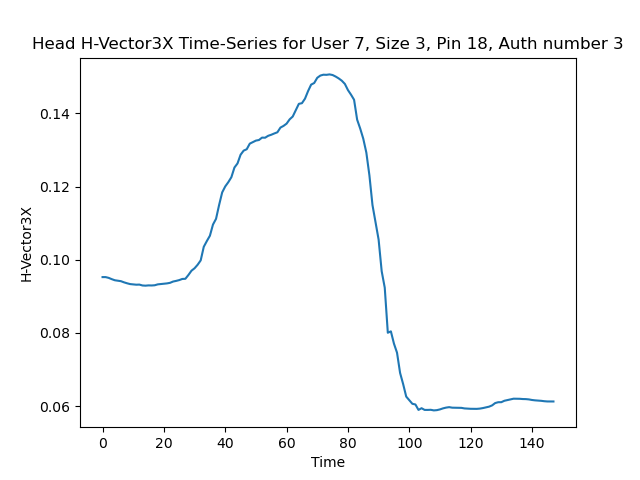 Head H-Vector3X Time-Series for User 7, Size 3, Pin 18, Auth number 3
H-Vector3X
0.14
0.12
0.10
0.08
0.06
0 20 40 60 80 100 120 140
Time